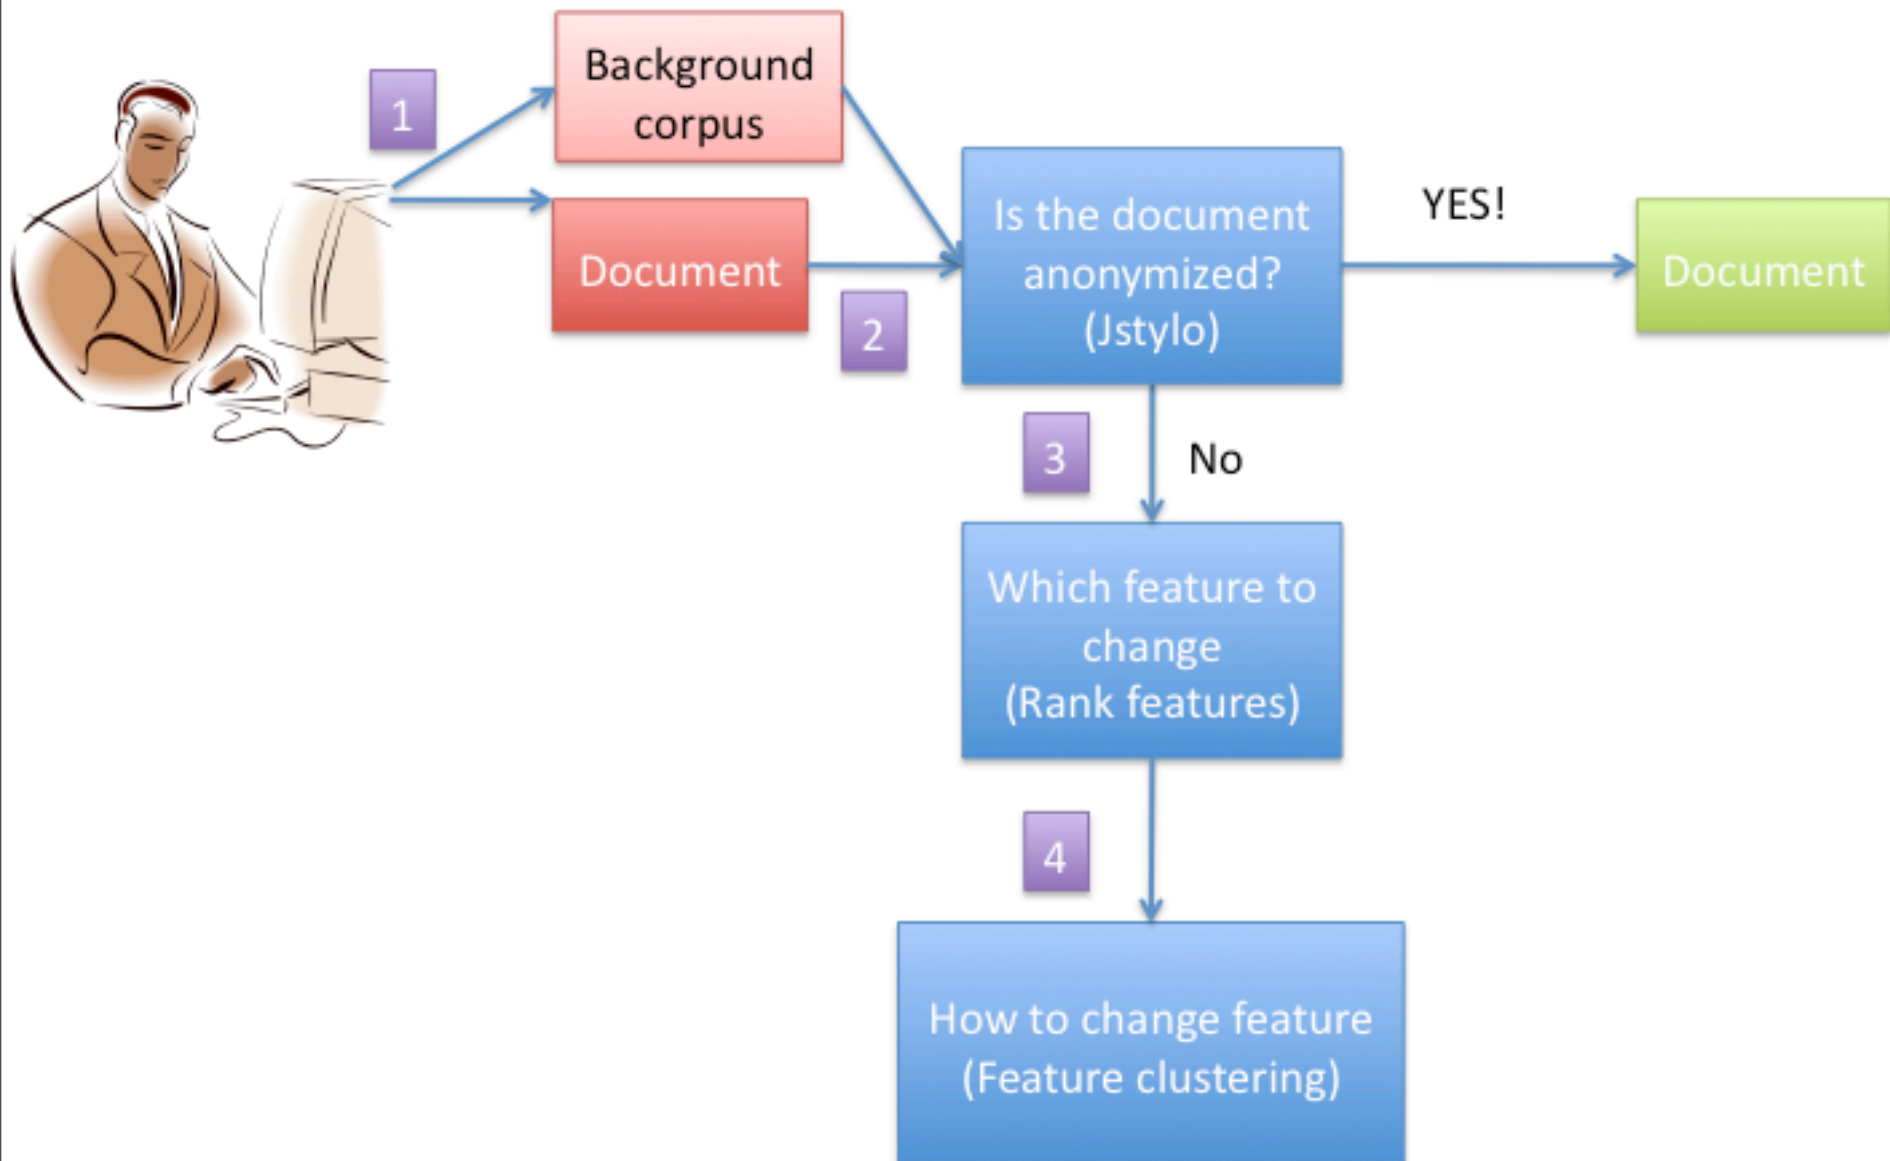 1
Background
corpus
Document
2
Is the document
anonymized?
(Jstylo)
YES!
Document
3
No
Which feature to
change
(Rank features)
4
How to change feature
(Feature clustering)